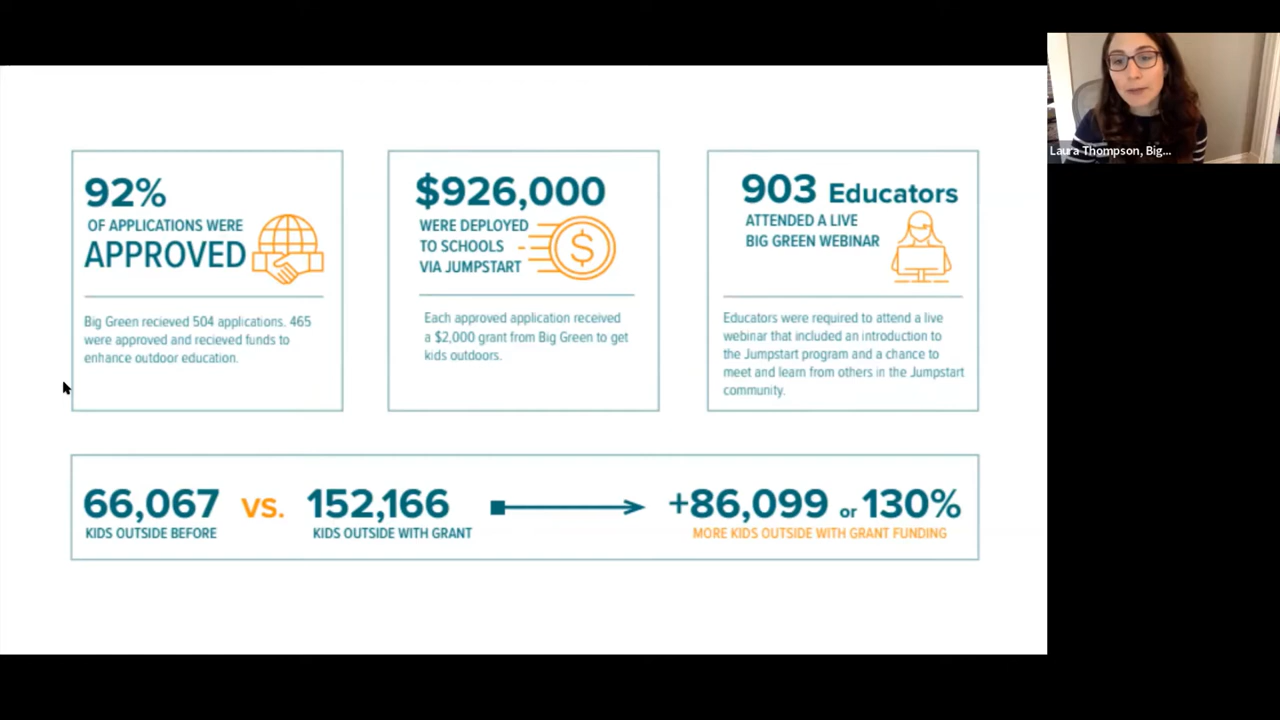 92%
OF APPLICATIONS WERE
APPROVED
Big Green recieved 504 applications. 465
were approved and recieved funds to
enhance outdoor education.
$926,000
WERE DEPLOYED
TO SCHOOLS
VIA JUMPSTART
$
Each approved application received
a $2,000 grant from Big Green to get
kids outdoors.
903 Educators
ATTENDED A LIVE
BIG GREEN WEBINAR
Educators were required to attend a live
webinar that included an introduction to
the Jumpstart program and a chance to
meet and learn from others in the Jumpstart
community.
66,067 VS. 152,166 +86,099 or 130%
KIDS OUTSIDE BEFORE KIDS OUTSIDE WITH GRANT MORE KIDS OUTSIDE WITH GRANT FUNDING
Laura Thompson, Big...